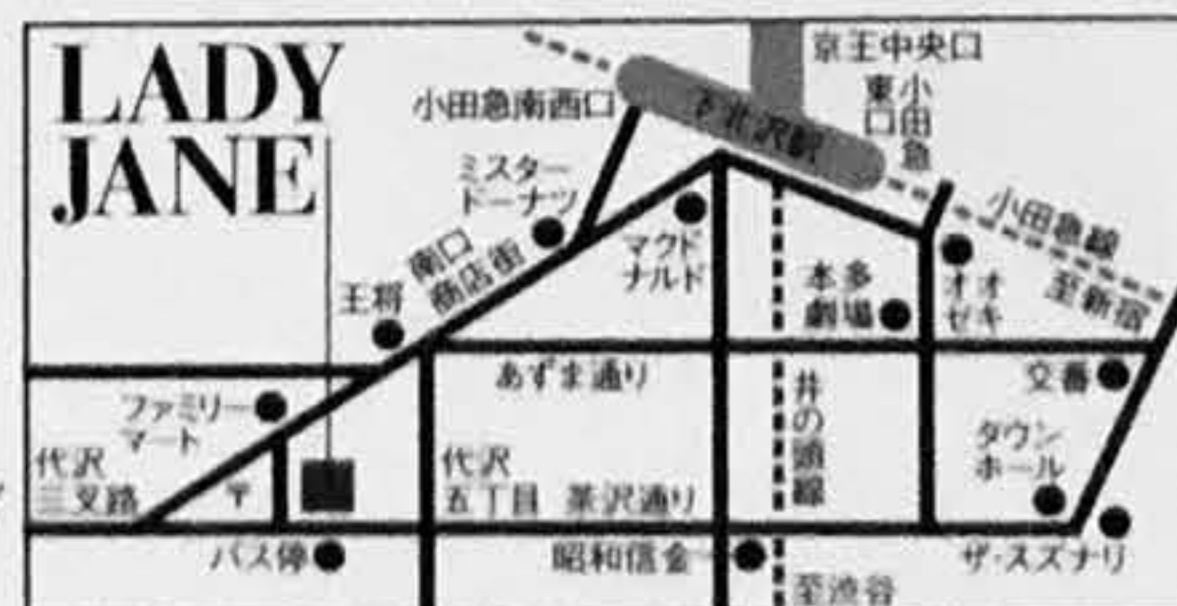 LADY
JANE
京王中央口
小田急
東口
小田急南西口
下北沢駅
ミスター
ドーナツ
小田急線
至新宿
南口
商店街
マクド
ナルド
本多
劇場
オオ
ゼキ
王将
あずま通り
交番
井の頭線
ファミリー
マート
タウン
ホール
代沢
三叉路
〒
代沢
五丁目
茶沢通り
バス停
昭和信金
ザ・スズナリ
至渋谷